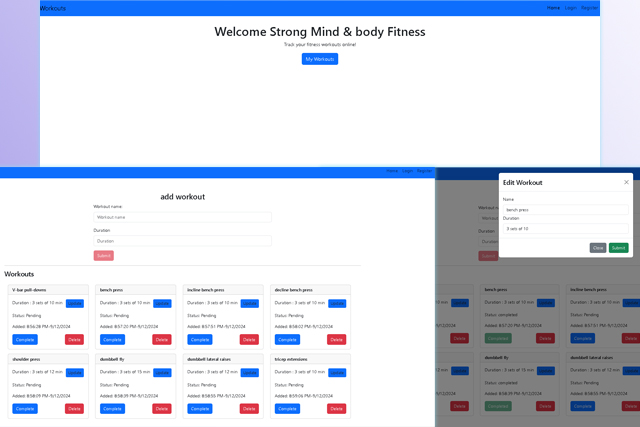 Workouts
Home Login Register
Welcome Strong Mind & body Fitness
Track your fitness workouts online!
My Workouts
Home Login Register
add workout
Workout name
Workout name
Duration
Duration
Submit
Workouts
V-bar pull-downs
Duration : 3 sets of 10 min Update
Status: Pending
Added: 8:56:28 PM-9/12/2024
Complete Delete
bench press
Duration : 3 sets of 10 min Update
Status: Pending
Added: 8:57:20 PM-9/12/2024
Complete Delete
incline bench press
Duration : 3 sets of 10 min Update
Status: Pending
Added: 8:57:51 PM-9/12/2024
Complete Delete
decline bench press
Duration : 3 sets of 10 min Update
Status: Pending
Added: 8:58:02 PM-9/12/2024
Complete Delete
shoulder press
Duration : 3 sets of 12 min Update
Status: Pending
Added: 8:58:09 PM-9/12/2024
Complete Delete
dumbbell fly
Duration : 3 sets of 15 min Update
Status: Pending
Added: 8:58:39 PM-9/12/2024
Complete Delete
dumbbell lateral raises
Duration : 3 sets of 12 min Update
Status: Pending
Added: 8:58:55 PM-9/12/2024
Complete Delete
tricep extensions
Duration : 3 sets of 10 min Update
Status: Pending
Added: 8:59:06 PM-9/12/2024
Complete Delete
Edit Workout
Name
bench press
Duration:
3 sets of 10
Close Submit
Workout
Duration
Submit
bench press
Duration : 3 sets of 10 min
Status: completed
Added: 8:57:20 PM-9/12/2024
Complete Delete
incline bench press
Duration : 3 sets of 10
Status: Pending
Added: 8:57:51 PM-9/
Complete
dumbbell fly
Duration : 3 sets of 15 min
Status: completed
Added: 8:58:39 PM-9/12/2024
Complete Delete
dumbbell lateral raises
Duration : 3 sets of 12
Status: Pending
Added: 8:58:55 PM-9/
Complete